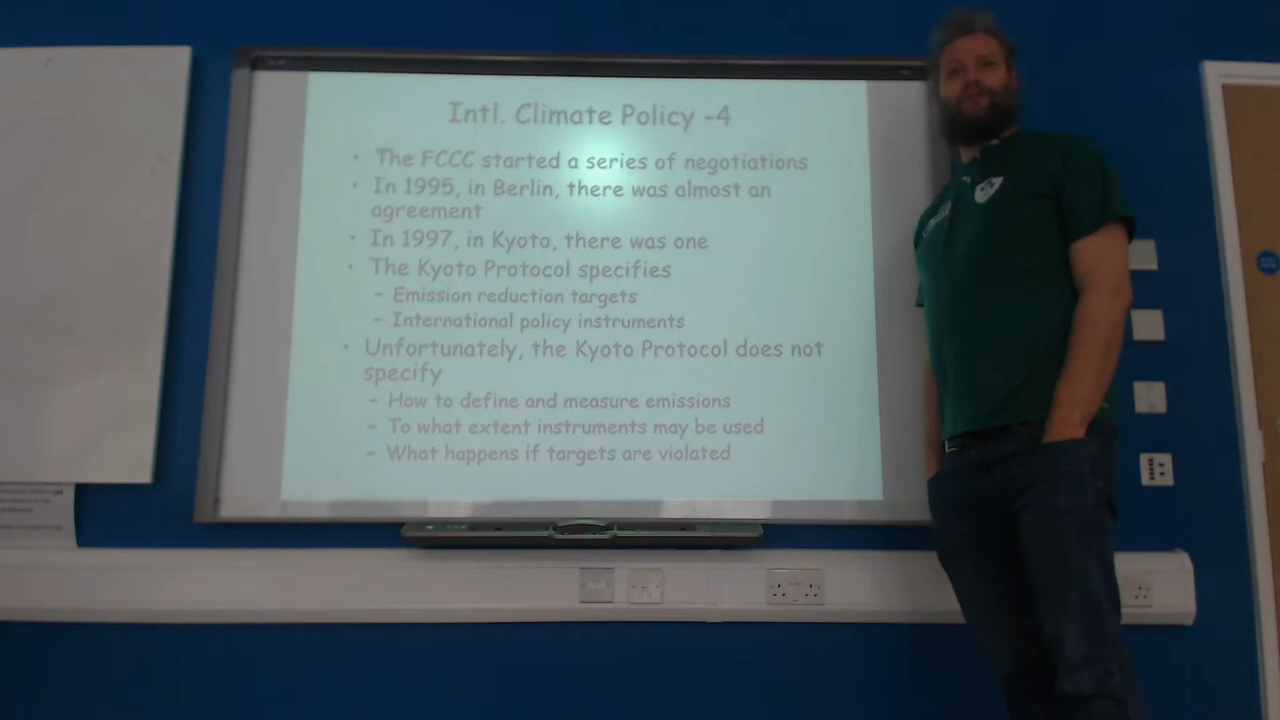 Intl. Climate Policy -4
• The FCCC started a series of negotiations
• In 1995, in Berlin, there was almost an
agreement
• In 1997, in Kyoto, there was one
• The Kyoto Protocol specifies
– Emission reduction targets
– International policy instruments
• Unfortunately, the Kyoto Protocol does not
specify
– How to define and measure emissions
– To what extent instruments may be used
– What happens if targets are violated